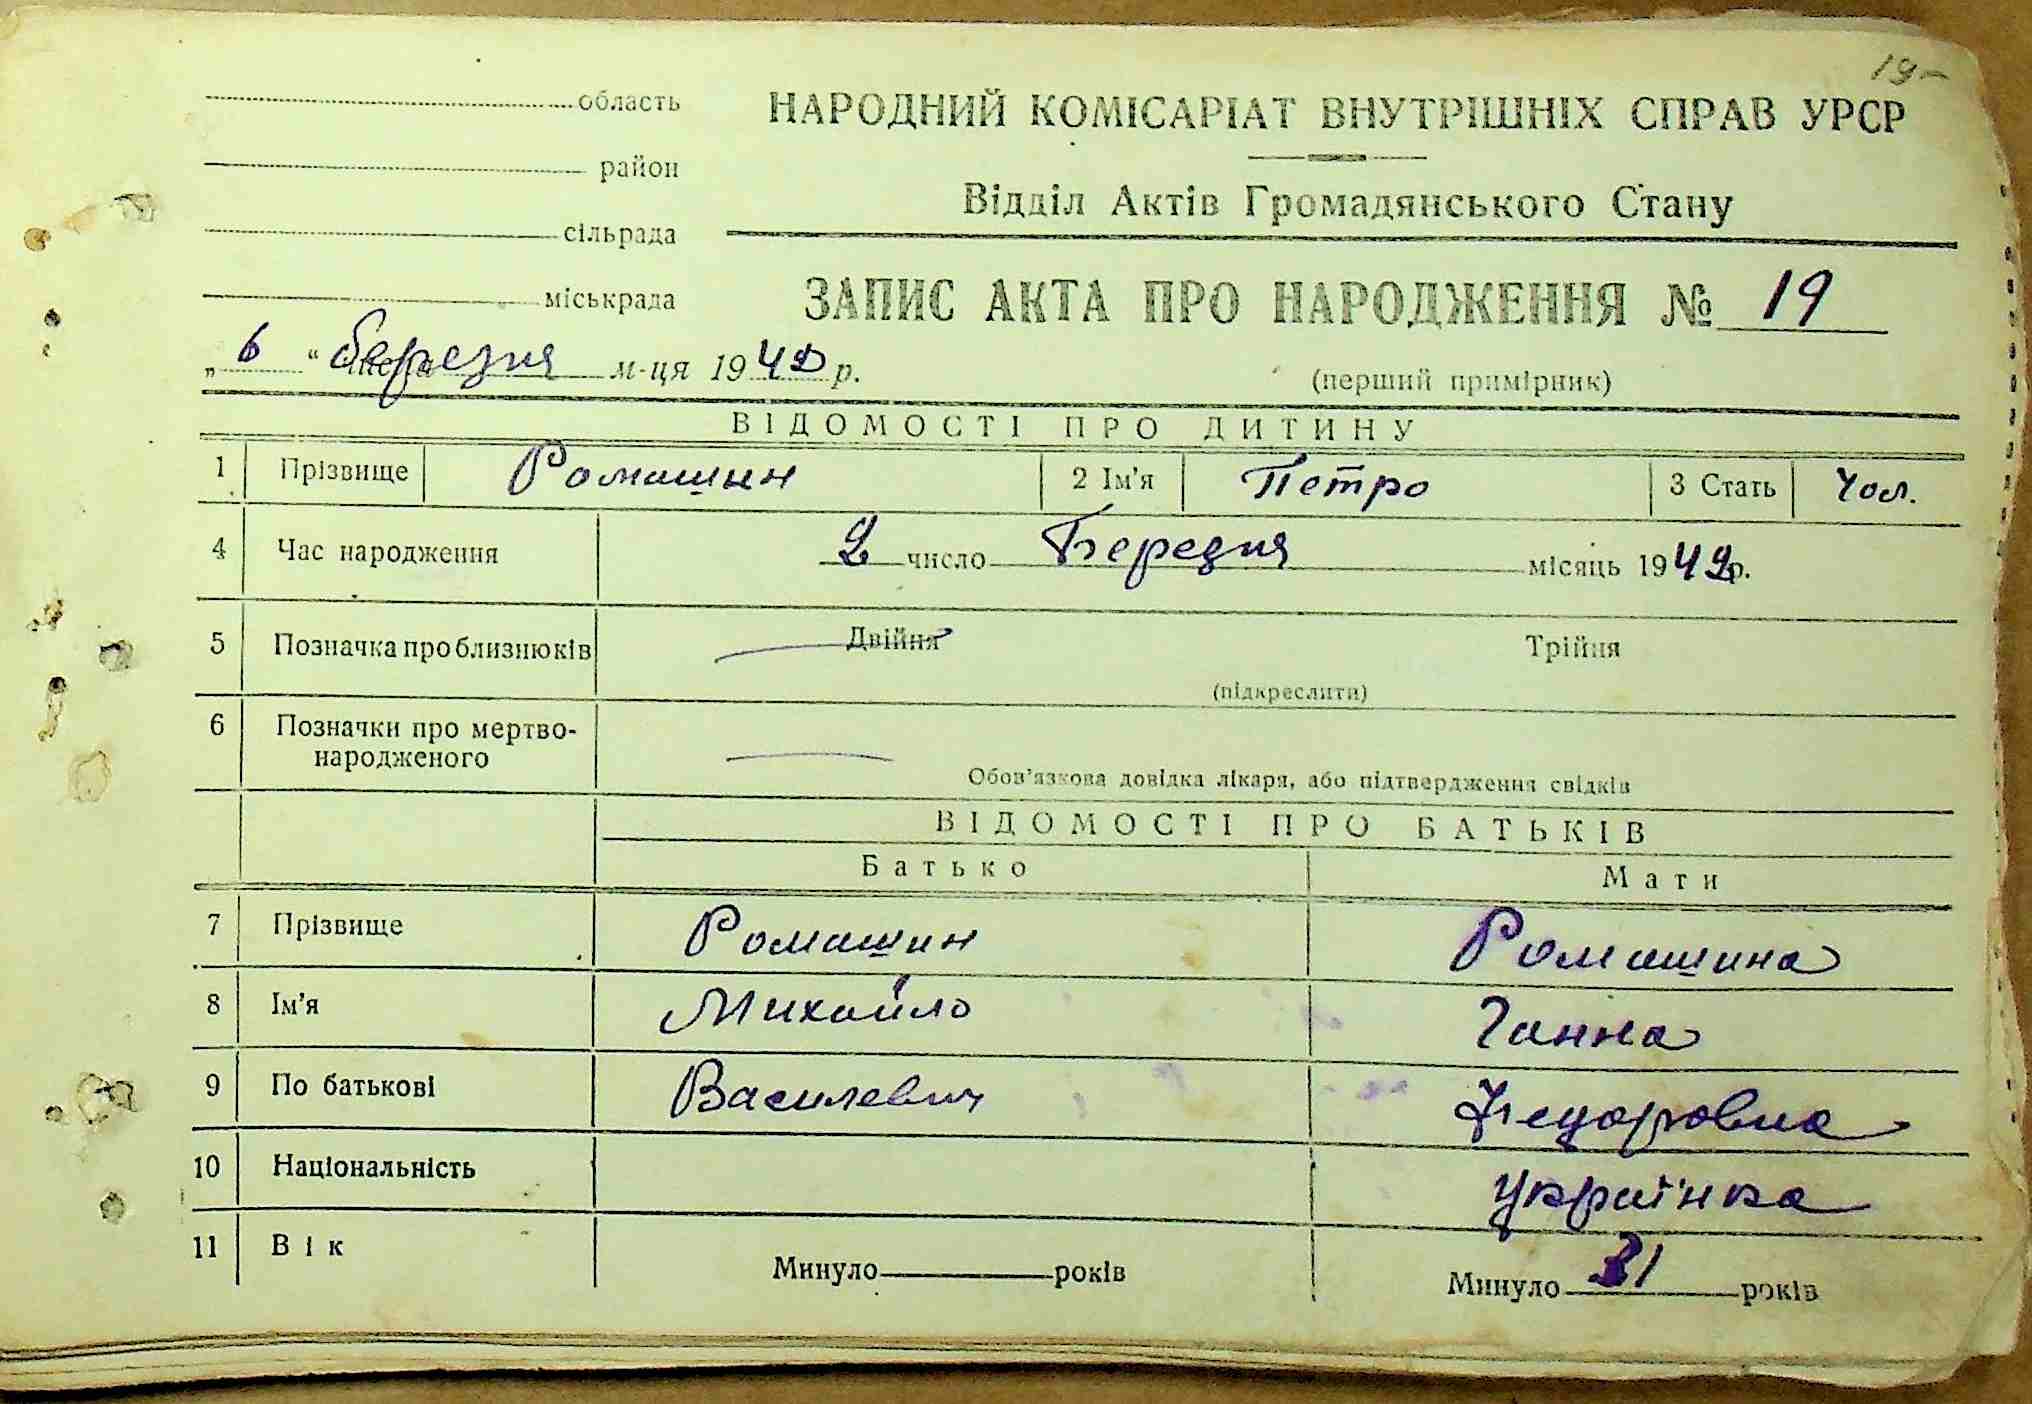 19-
область
район
сільрада
міськрада
НАРОДНИЙ КОМІСАРІАТ ВНУТРІШНІХ СПРАВ УРСР
Відділ Актів Громадянського Стану
ЗАПИС АКТА ПРО НАРОДЖЕННЯ № 19
„ 6 “ березня м-ця 1942 р.
(перший примірник)
ВІДОМОСТІ ПРО ДИТИНУ
1 Прізвище Ромашин 2 Ім'я Петро 3 Стать Чол.
4 Час народження 2 число Березня місяць 1942 р.
5 Позначка про близнюків Двійня Трійня
(підкреслити)
6 Позначки про мертво-
народженого
Обов'язкова довідка лікаря, або підтвердження свідків
ВІДОМОСТІ ПРО БАТЬКІВ
Батько Мати
7 Прізвище Ромашин Ромашина
8 Ім'я Михайло Ганна
9 По батькові Василевич Федоровна
10 Національність українка
11 Вік Минуло років Минуло 31 років